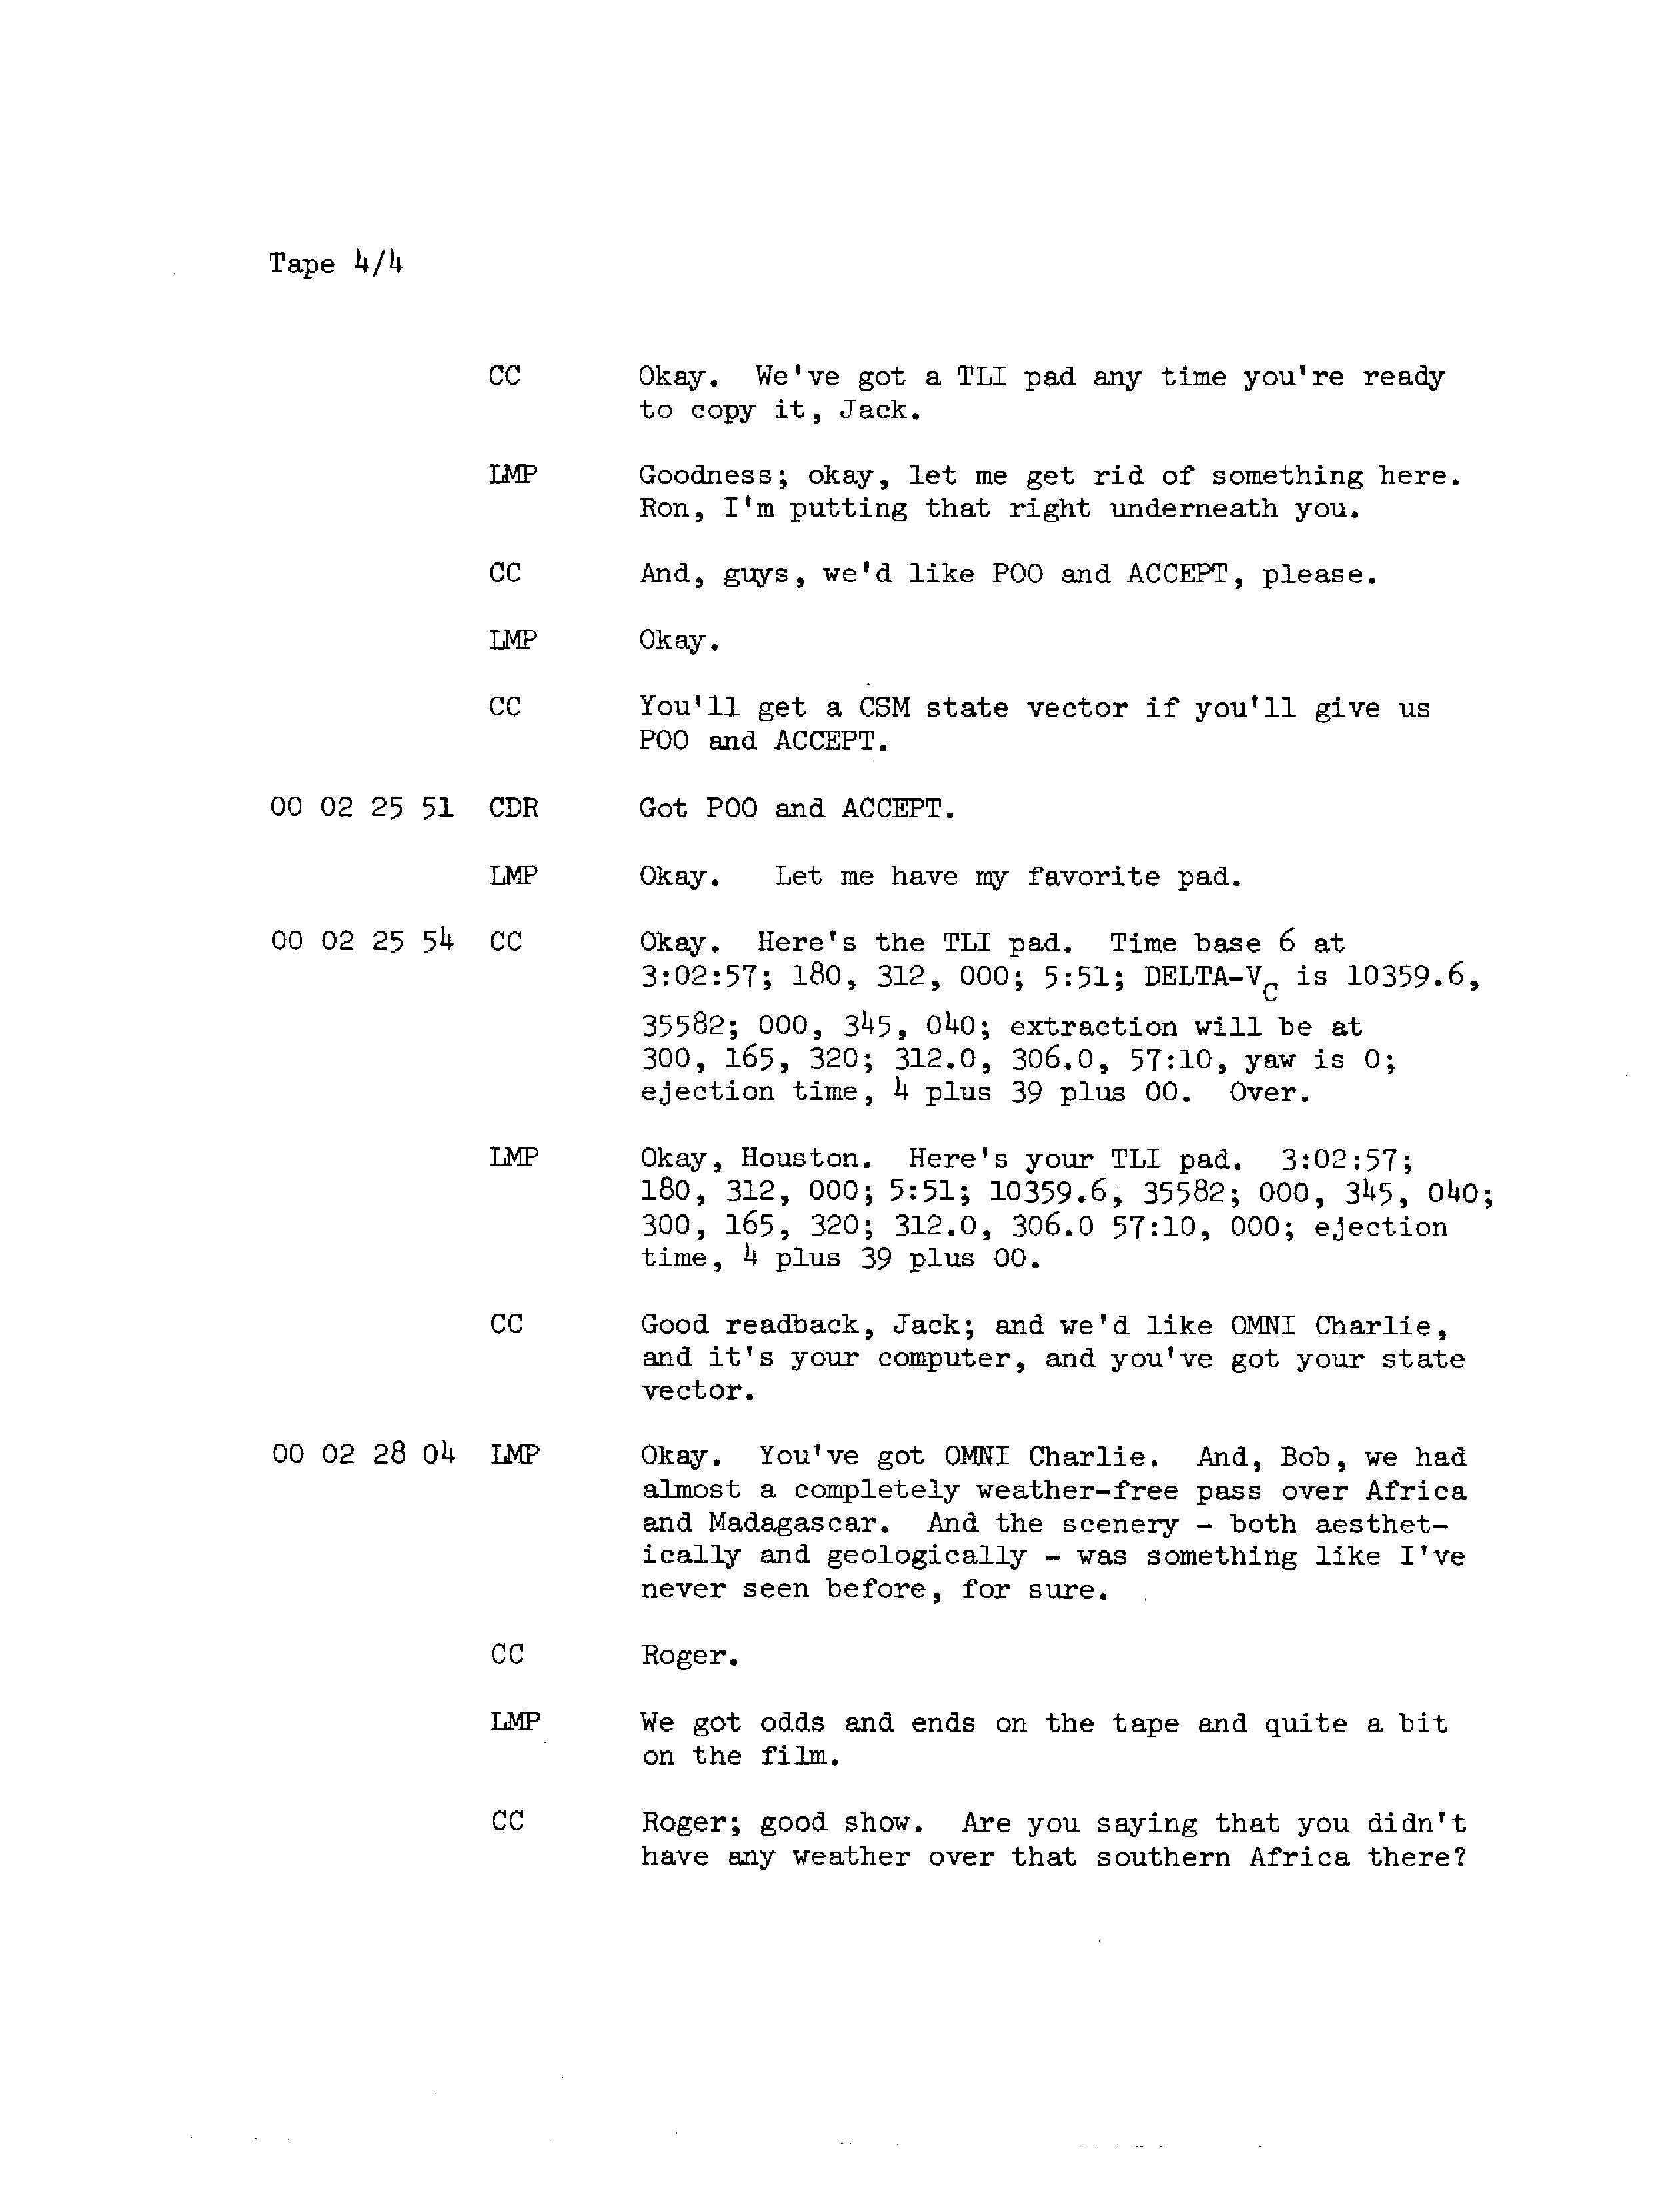 Tape 4/4
CC Okay. We've got a TLI pad any time you're ready
to copy it, Jack.
LMP Goodness; okay, let me get rid of something here.
Ron, I'm putting that right underneath you.
CC And, guys, we'd like POO and ACCEPT, please.
LMP Okay.
CC You'll get a CSM state vector if you'll give us
POO and ACCEPT.
00 02 25 51 CDR Got POO and ACCEPT.
LMP Okay. Let me have my favorite pad.
00 02 25 54 CC Okay. Here's the TLI pad. Time base 6 at
3:02:57; 180, 312, 000; 5:51; DELTA-VC is 10359.6,
35582; 000, 345, 040; extraction will be at
300, 165, 320; 312.0, 306.0, 57:10, yaw is 0;
ejection time, 4 plus 39 plus 00. Over.
LMP Okay, Houston. Here's your TLI pad. 3:02:57;
180, 312, 000; 5:51; 10359.6, 35582; 000, 345, 040;
300, 165, 320; 312.0, 306.0 57:10, 000; ejection
time, 4 plus 39 plus 00.
CC Good readback, Jack; and we'd like OMNI Charlie,
and it's your computer, and you've got your state
vector.
00 02 28 04 LMP Okay. You've got OMNI Charlie. And, Bob, we had
almost a completely weather-free pass over Africa
and Madagascar. And the scenery - both aesthet-
ically and geologically - was something like I've
never seen before, for sure.
CC Roger.
LMP We got odds and ends on the tape and quite a bit
on the film.
CC Roger; good show. Are you saying that you didn't
have any weather over that southern Africa there?